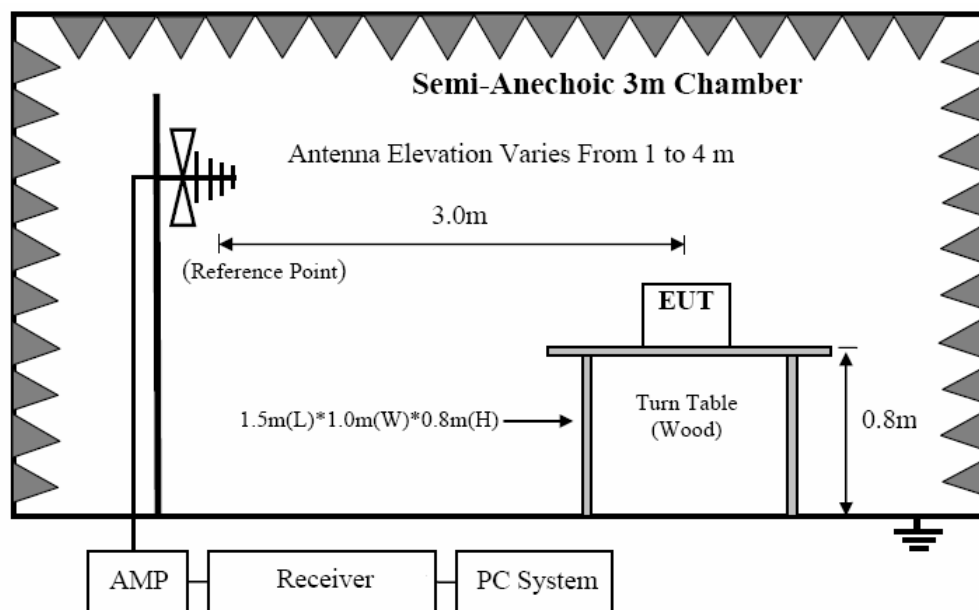 Semi-Anechoic 3m Chamber
Antenna Elevation Varies From 1 to 4 m
3.0m
(Reference Point)
EUT
1.5m(L)*1.0m(W)*0.8m(H)
Turn Table
(Wood)
0.8m
AMP
Receiver
PC System